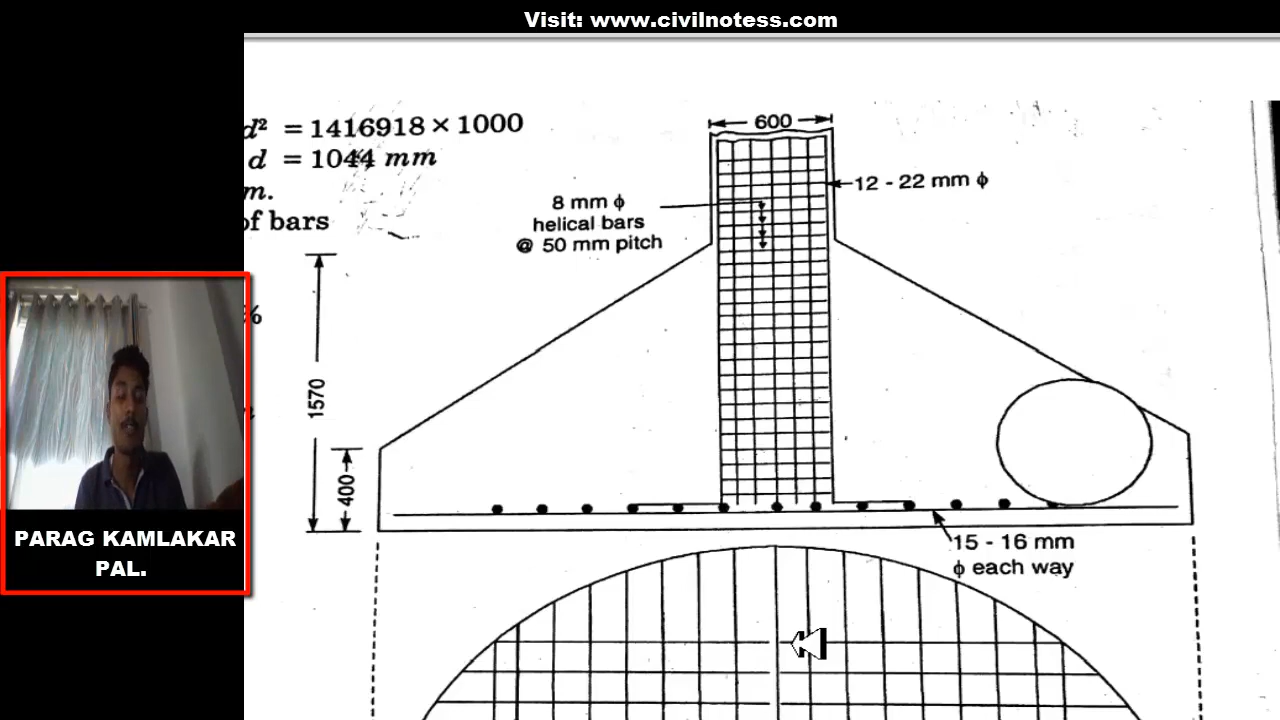 Visit: www.civilnotess.com
d² = 1416918 × 1000
d = 1044 mm
m.
of bars
%
600
12 - 22 mm ϕ
8 mm ϕ
helical bars
@ 50 mm pitch
1570
400
15 - 16 mm
ϕ each way
PARAG KAMLAKAR
PAL.